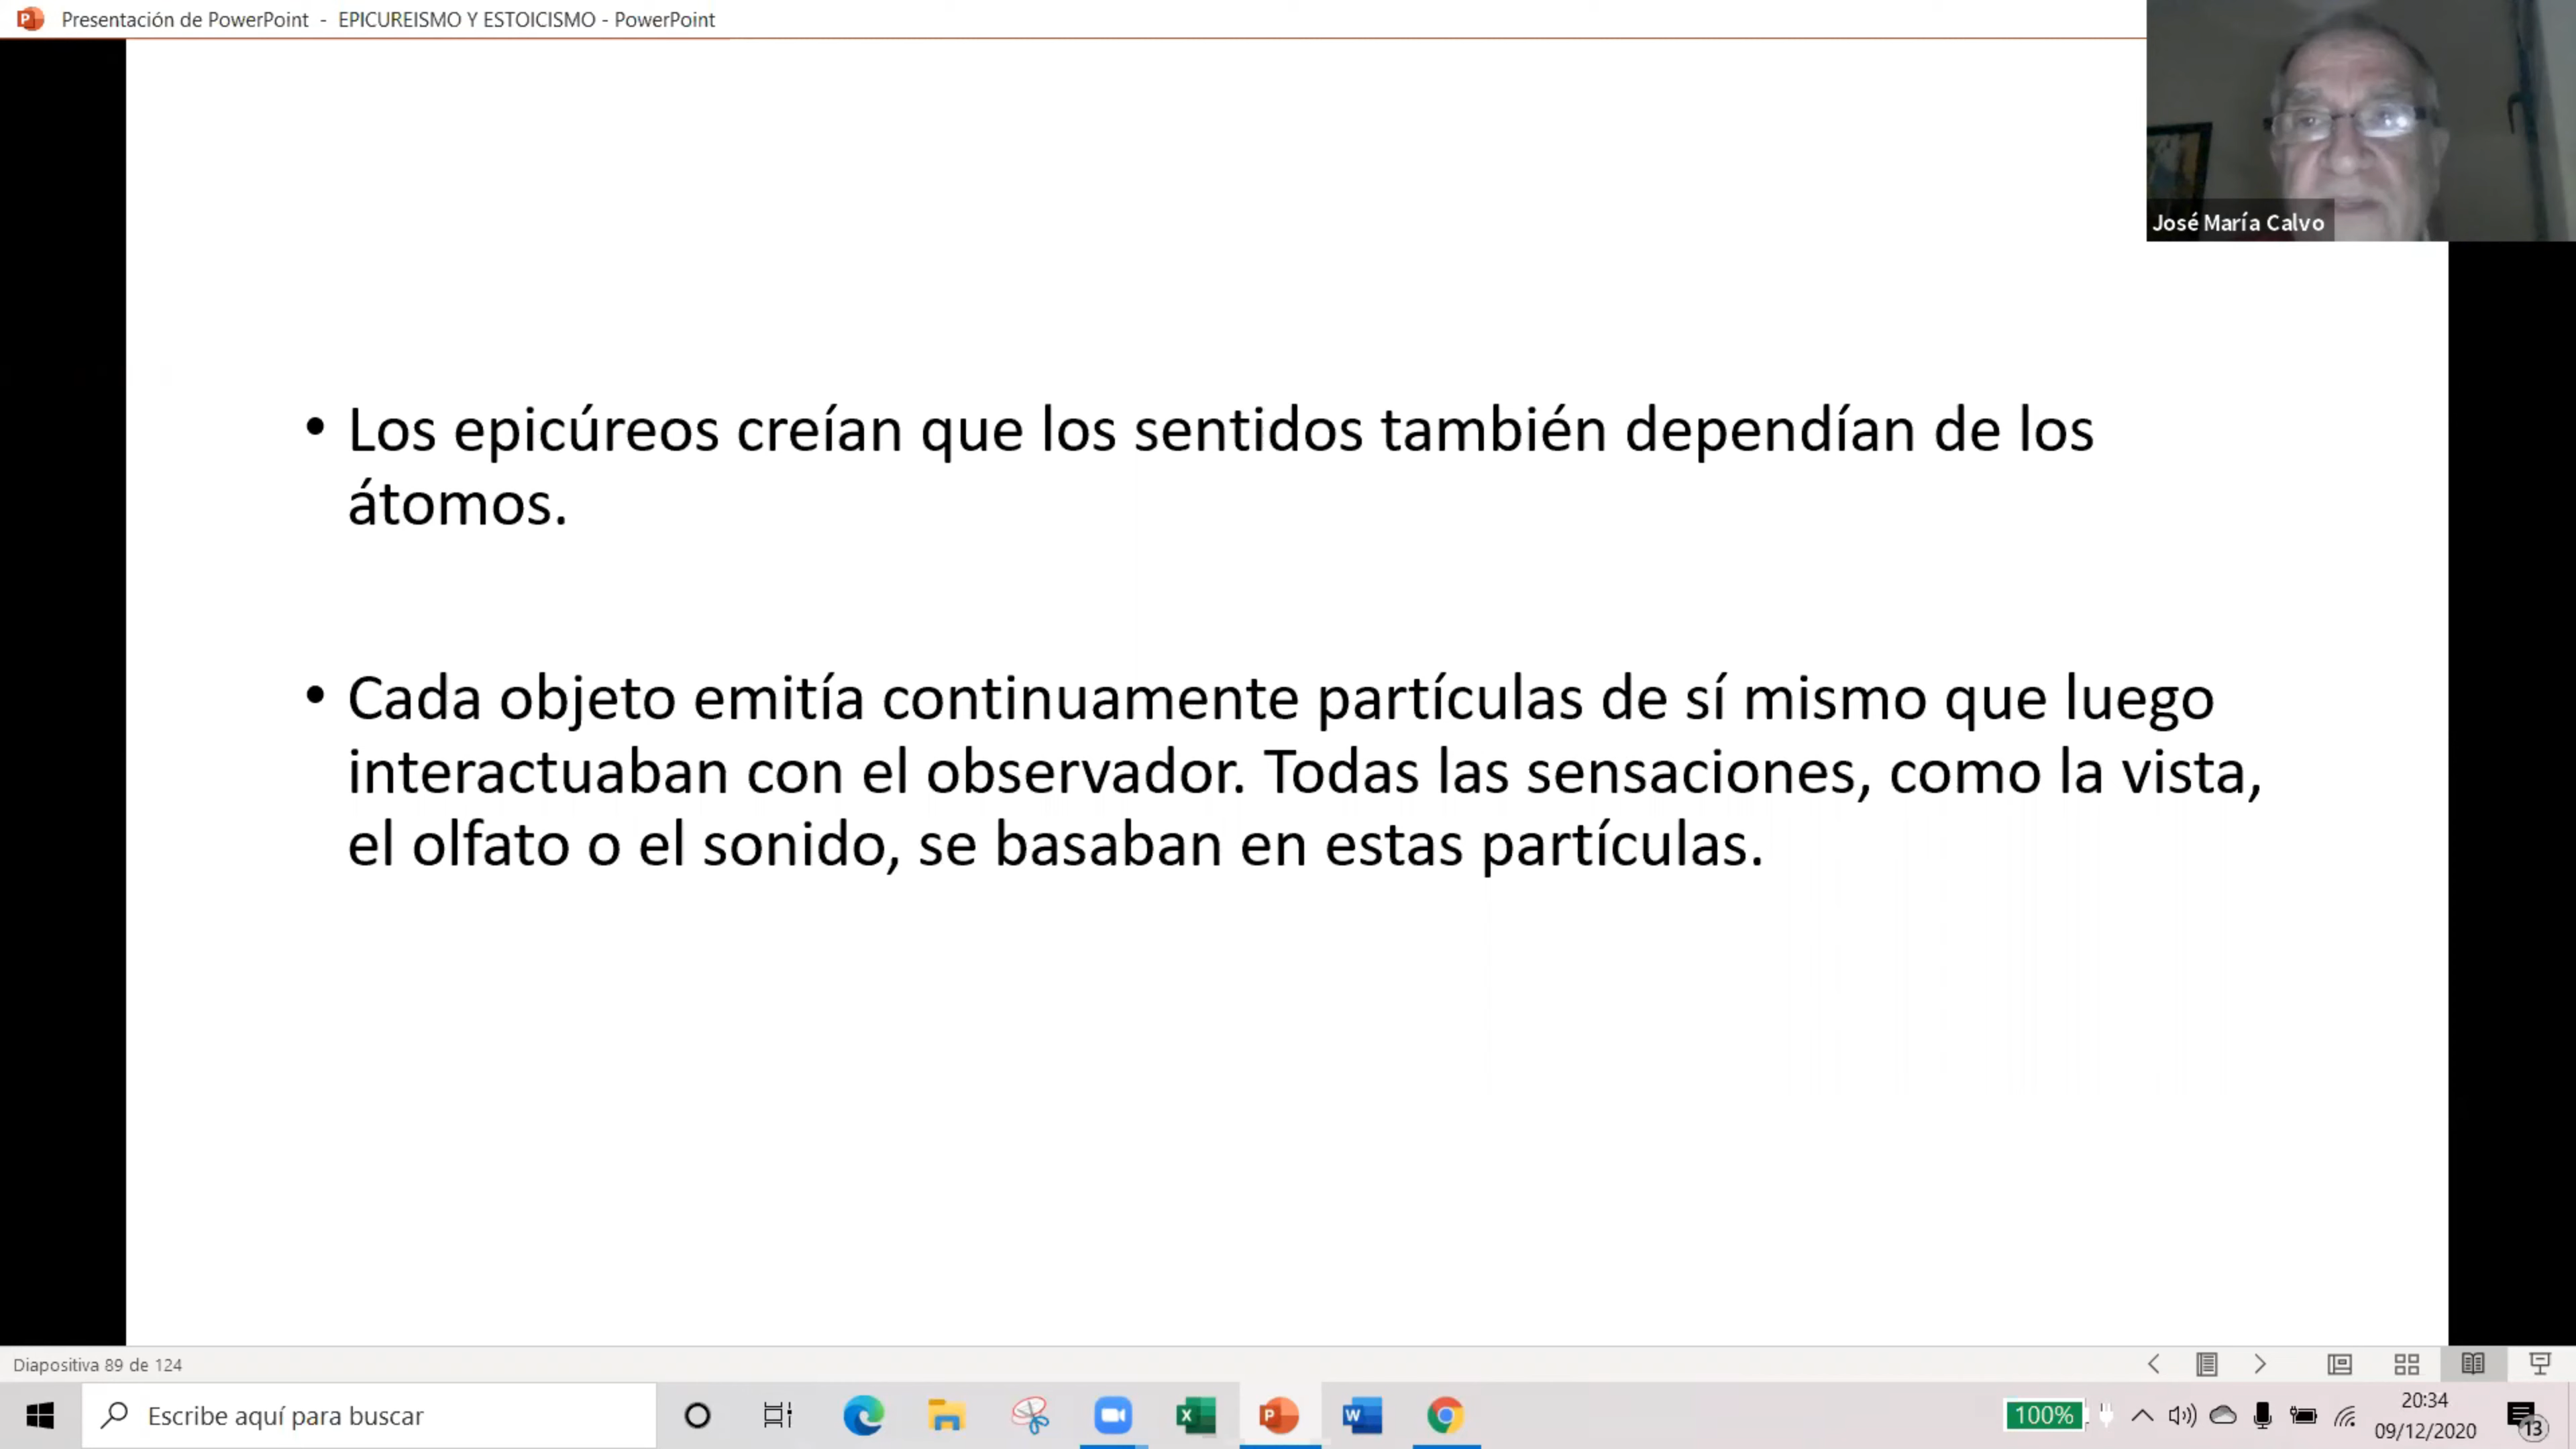 Presentación de PowerPoint - EPICUREISMO Y ESTOICISMO - PowerPoint
José María Calvo
• Los epicúreos creían que los sentidos también dependían de los
átomos.
• Cada objeto emitía continuamente partículas de sí mismo que luego
interactuaban con el observador. Todas las sensaciones, como la vista,
el olfato o el sonido, se basaban en estas partículas.
Diapositiva 89 de 124
Escribe aquí para buscar
100%
20:34
09/12/2020
13